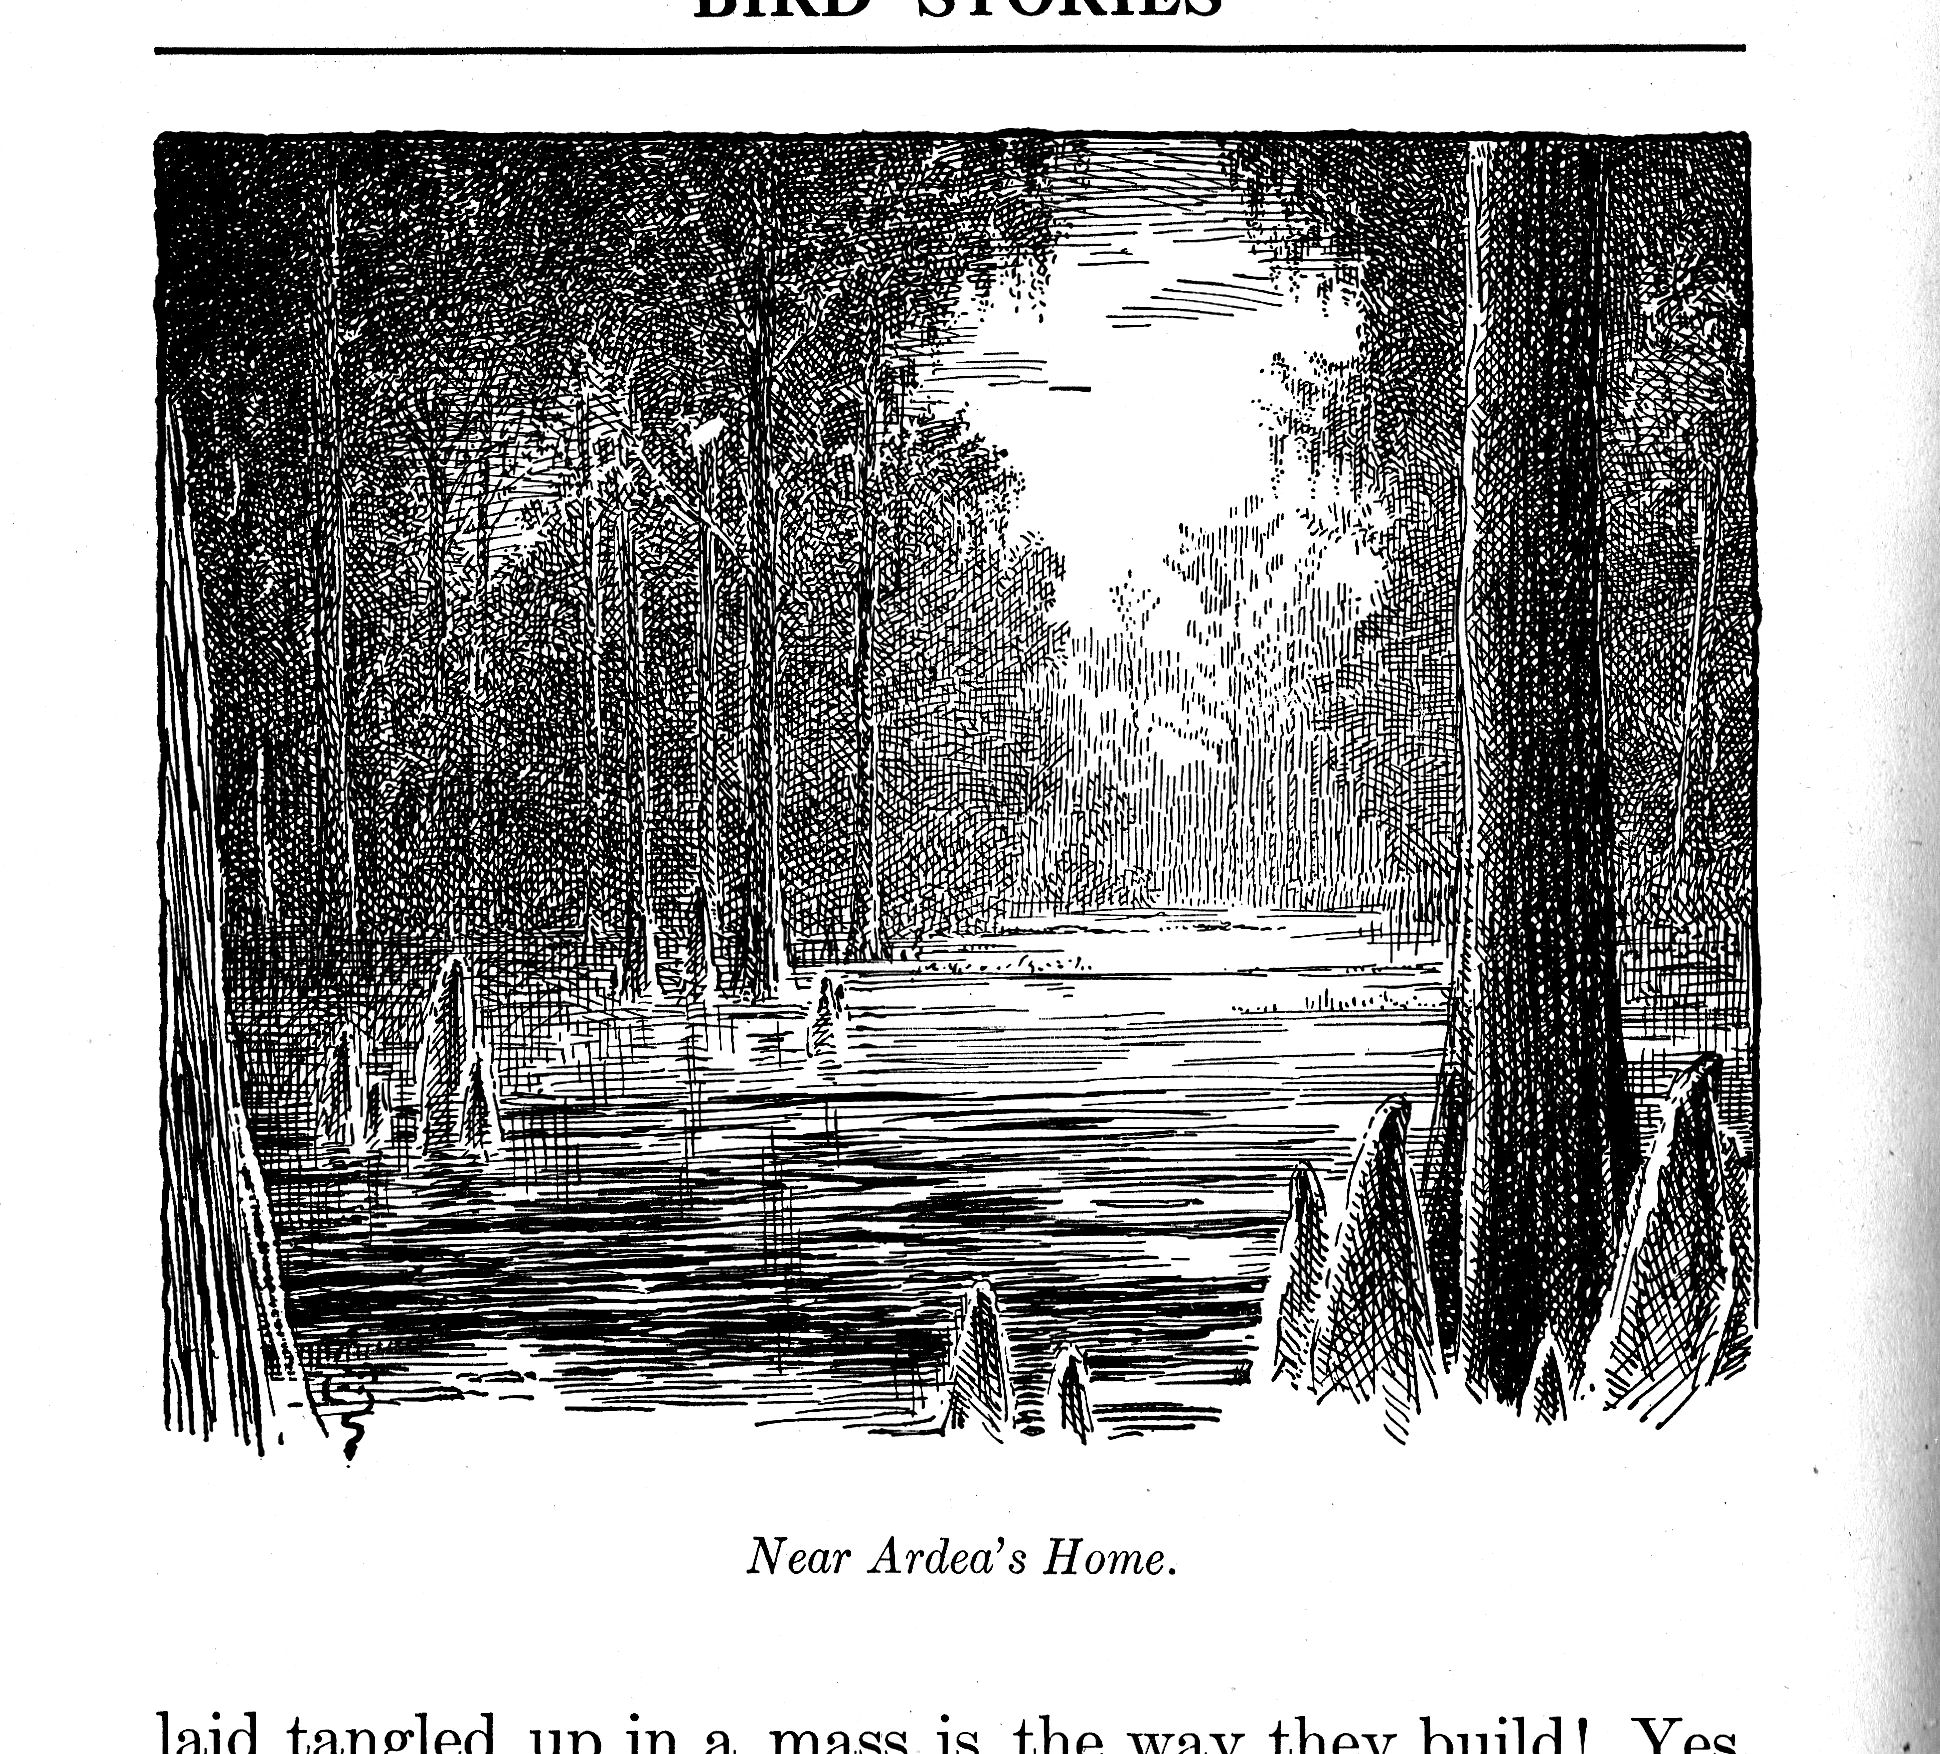 BIRD STORIES
Near Ardea's Home.
laid tangled up in a mass is the way they build! Yes